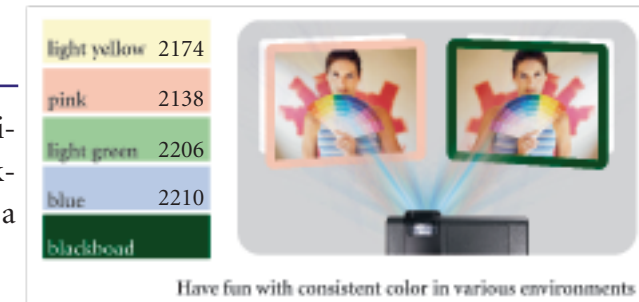 i-
k-
a
light yellow 2174
pink 2138
light green 2206
blue 2210
blackboad
Have fun with consistent color in various environments